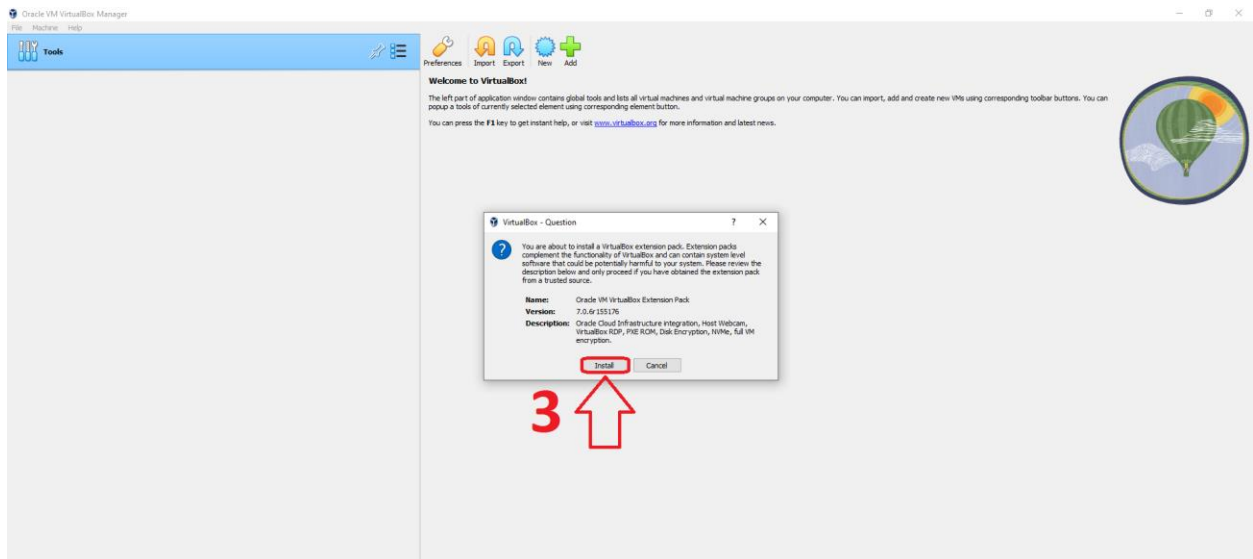 Oracle VM VirtualBox Manager
File Machine Help
Tools
Preferences Import Export New Add
Welcome to VirtualBox!
The left part of application window contains global tools and lists all virtual machines and virtual machine groups on your computer. You can import, add and create new VMs using corresponding toolbar buttons. You can
popup a tools of currently selected element using corresponding element button.
You can press the F1 key to get instant help, or visit www.virtualbox.org for more information and latest news.
VirtualBox - Question
?
You are about to install a VirtualBox extension pack. Extension packs
complement the functionality of VirtualBox and can contain system level
software that could be potentially harmful to your system. Please review the
description below and only proceed if you have obtained the extension pack
from a trusted source.
Name: Oracle VM VirtualBox Extension Pack
Version: 7.0.6r155176
Description: Oracle Cloud Infrastructure integration, Host Webcam,
VirtualBox RDP, PXE ROM, Disk Encryption, NVMe, full VM
encryption.
Install Cancel
3